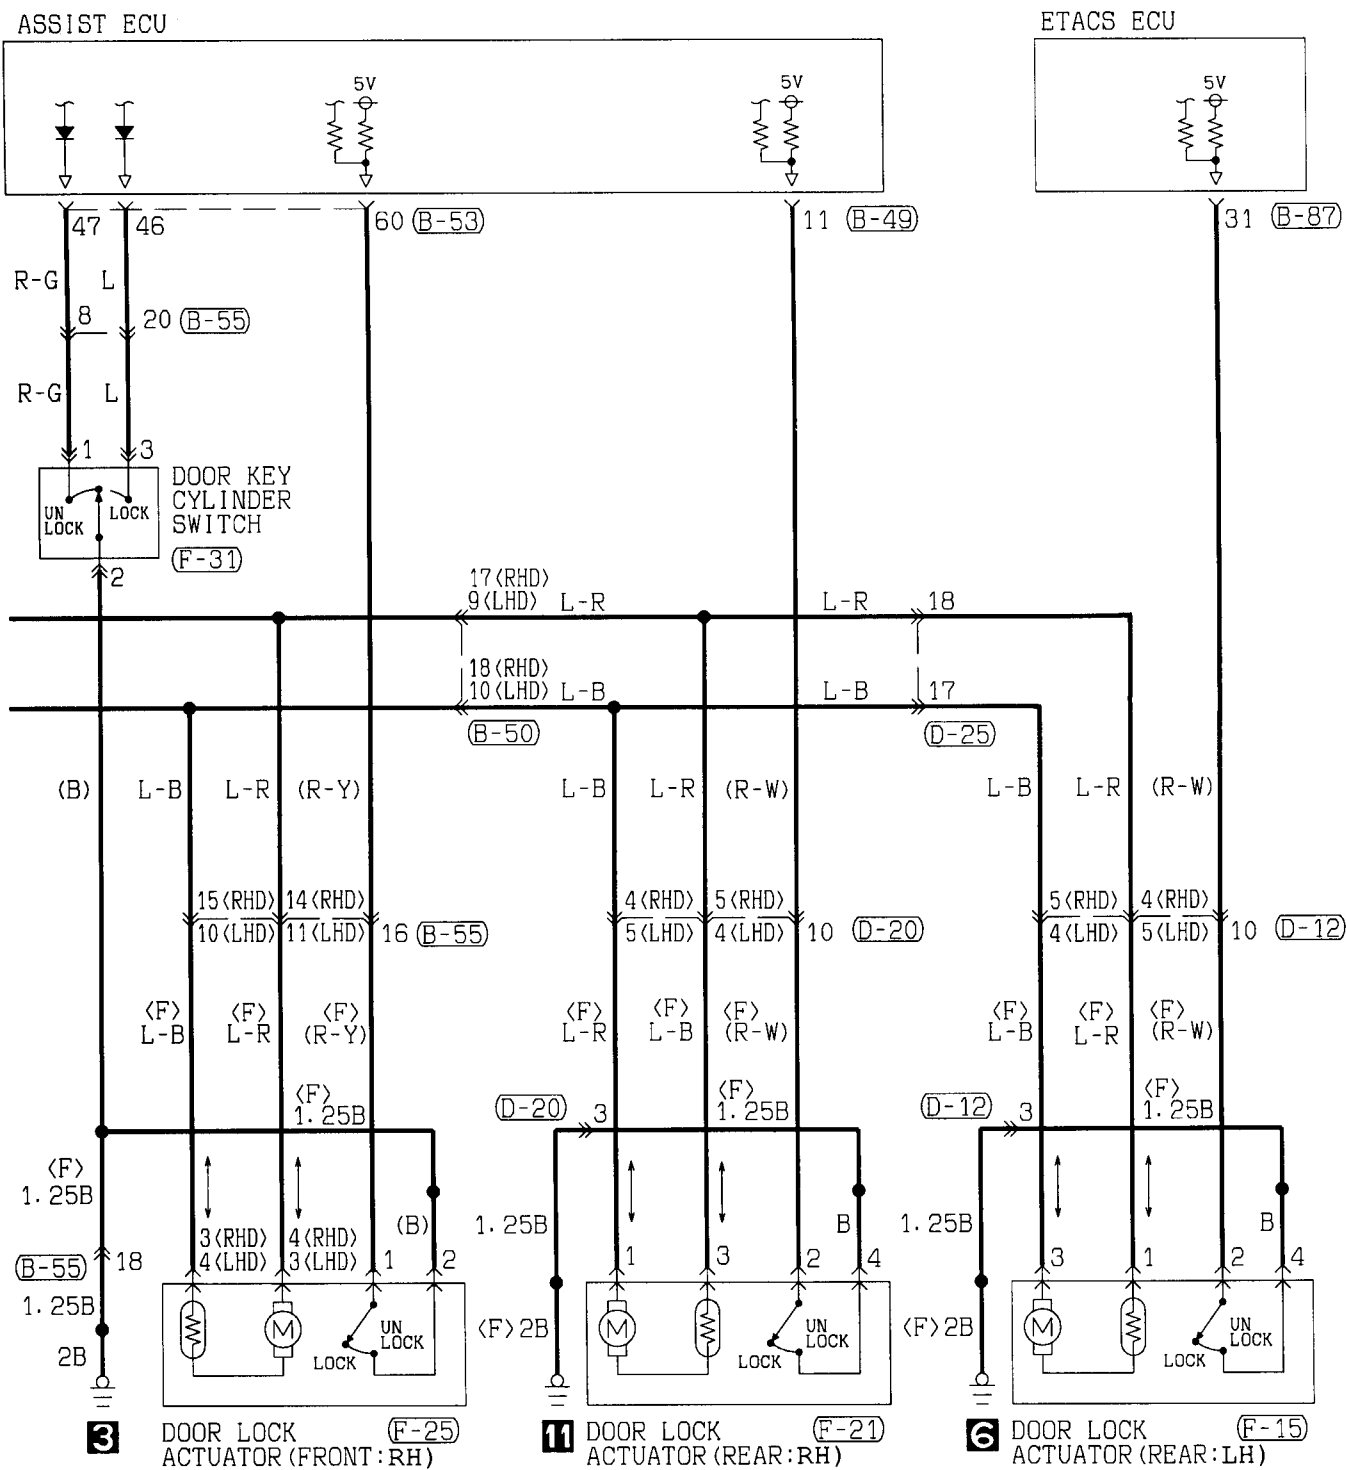 ASSIST ECU
ETACS ECU
5V
5V
5V
47
46
60 (B-53)
11 (B-49)
31 (B-87)
R-G
L
8
20 (B-55)
R-G
L
1
3
DOOR KEY
CYLINDER
SWITCH
UN
LOCK
LOCK
(F-31)
2
17<RHD>
9<LHD>
L-R
L-R
18
18<RHD>
10<LHD>
L-B
L-B
17
(B-50)
(D-25)
(B)
L-B
L-R
(R-Y)
L-B
L-R
(R-W)
L-B
L-R
(R-W)
15<RHD>
14<RHD>
4<RHD>
5<RHD>
5<RHD>
4<RHD>
10<LHD>
11<LHD>
16 (B-55)
5<LHD>
4<LHD>
10 (D-20)
4<LHD>
5<LHD>
10 (D-12)
<F>
L-B
<F>
L-R
<F>
(R-Y)
<F>
L-R
<F>
L-B
<F>
(R-W)
<F>
L-B
<F>
L-R
<F>
(R-W)
<F>
1.25B
(D-20)
3
<F>
1.25B
(D-12)
3
<F>
1.25B
<F>
1.25B
3<RHD>
4<LHD>
4<RHD>
3<LHD>
1
(B)
2
1.25B
1
3
2
B
4
1.25B
3
1
2
B
4
(B-55)
18
1.25B
2B
M
UN
LOCK
LOCK
<F>2B
M
UN
LOCK
LOCK
<F>2B
M
UN
LOCK
LOCK
3
DOOR LOCK
ACTUATOR(FRONT:RH)
(F-25)
11
DOOR LOCK
ACTUATOR(REAR:RH)
(F-21)
6
DOOR LOCK
ACTUATOR(REAR:LH)
(F-15)